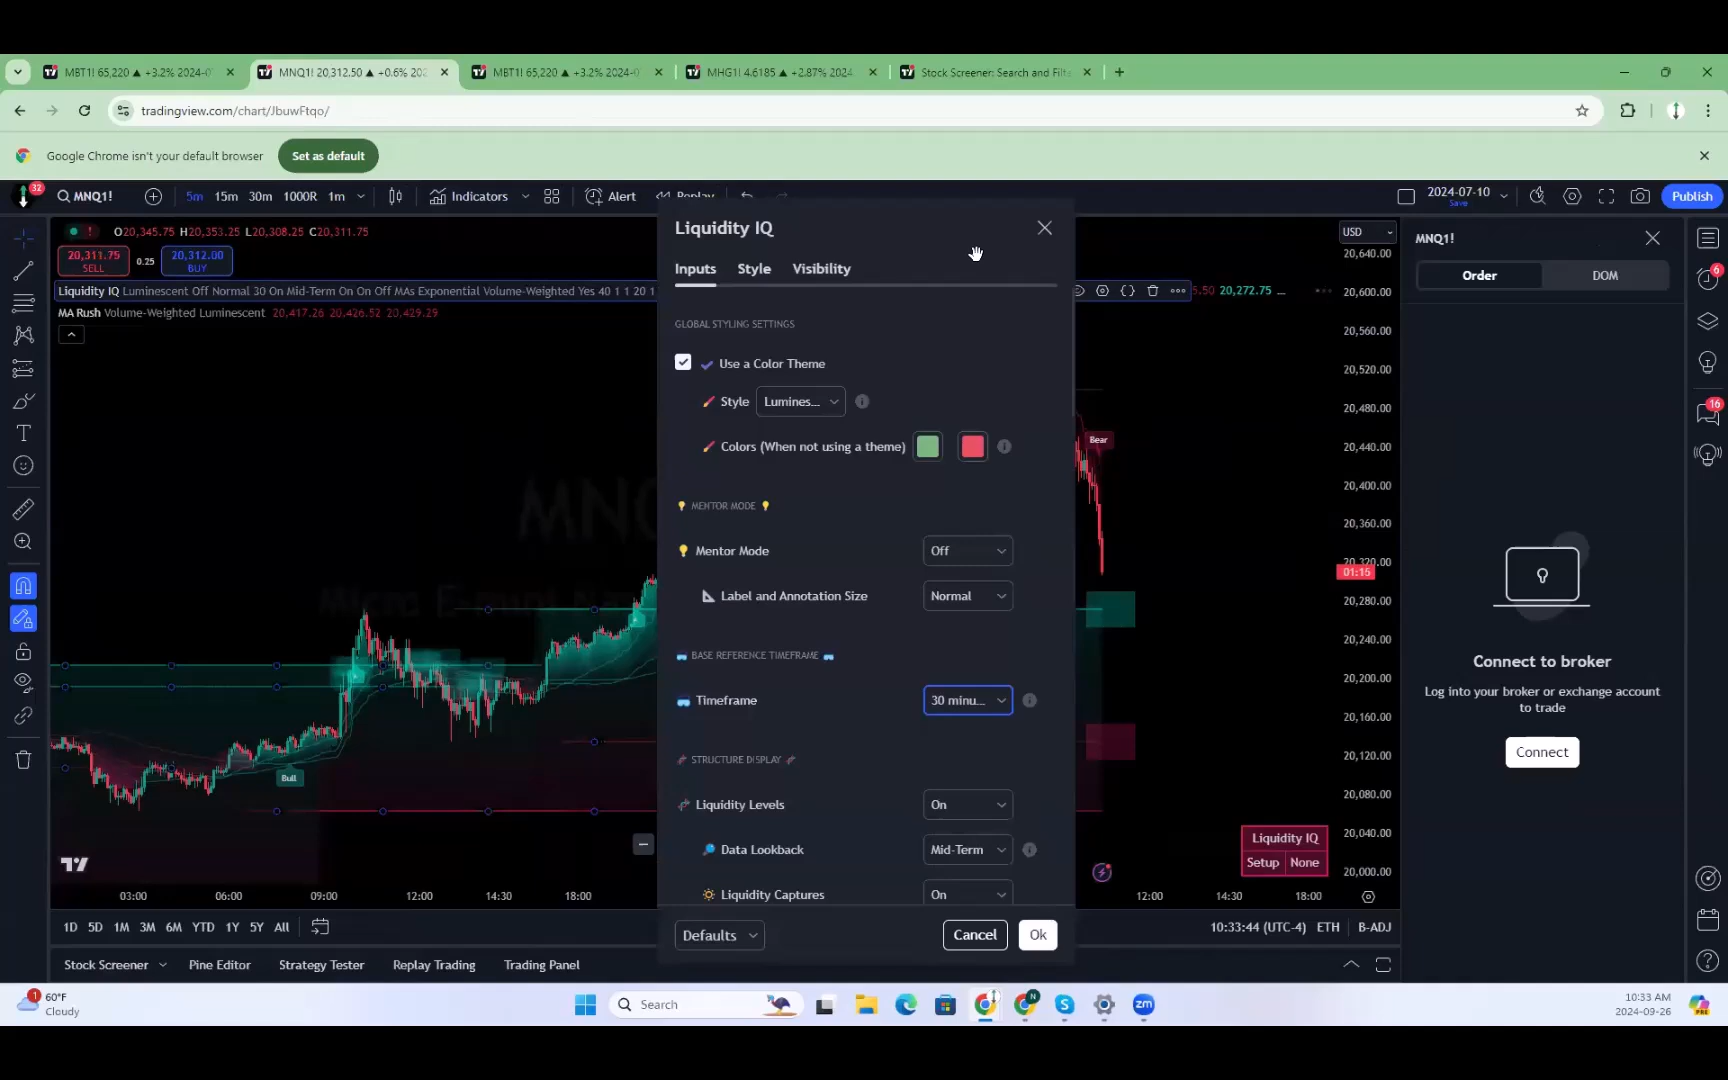 MBT1! 65,220 ▲ +3.2% 2024-0
MNQ1! 20,312.50 ▲ +0.6% 202
MBT1! 65,220 ▲ +3.2% 2024-0
MHG1! 4.6185 ▲ +2.87% 2024
Stock Screener: Search and Filte
tradingview.com/chart/JbuwFtqo/
Google Chrome isn't your default browser
Set as default
32
MNQ1!
5m 15m 30m 1000R 1m
Indicators
Alert
Replay
2024-07-10
Save
Publish
O20,345.75 H20,353.25 L20,308.25 C20,311.75
20,311.75
SELL
0.25
20,312.00
BUY
Liquidity IQ Luminescent Off Normal 30 On Mid-Term On On Off MAs Exponential Volume-Weighted Yes 40 1 1 20 1
5.50 20,272.75
MA Rush Volume-Weighted Luminescent 20,417.26 20,426.52 20,429.29
Liquidity IQ
Inputs Style Visibility
GLOBAL STYLING SETTINGS
Use a Color Theme
Style Lumines...
Colors (When not using a theme)
MENTOR MODE
Mentor Mode Off
Label and Annotation Size Normal
BASE REFERENCE TIMEFRAME
Timeframe 30 minu...
STRUCTURE DISPLAY
Liquidity Levels On
Data Lookback Mid-Term
Liquidity Captures On
Defaults
Cancel
Ok
MNQ
Bull
Bear
USD
20,640.00
20,600.00
20,560.00
20,520.00
20,480.00
20,440.00
20,400.00
20,360.00
20,320.00
01:15
20,280.00
20,240.00
20,200.00
20,160.00
20,120.00
20,080.00
20,040.00
20,000.00
Liquidity IQ
Setup None
03:00 06:00 09:00 12:00 14:30 18:00
12:00 14:30 18:00
1D 5D 1M 3M 6M YTD 1Y 5Y All
10:33:44 (UTC-4) ETH B-ADJ
Stock Screener Pine Editor Strategy Tester Replay Trading Trading Panel
MNQ1!
Order DOM
Connect to broker
Log into your broker or exchange account
to trade
Connect
6
16
1
60°F
Cloudy
Search
N
S
zm
10:33 AM
2024-09-26
PRE